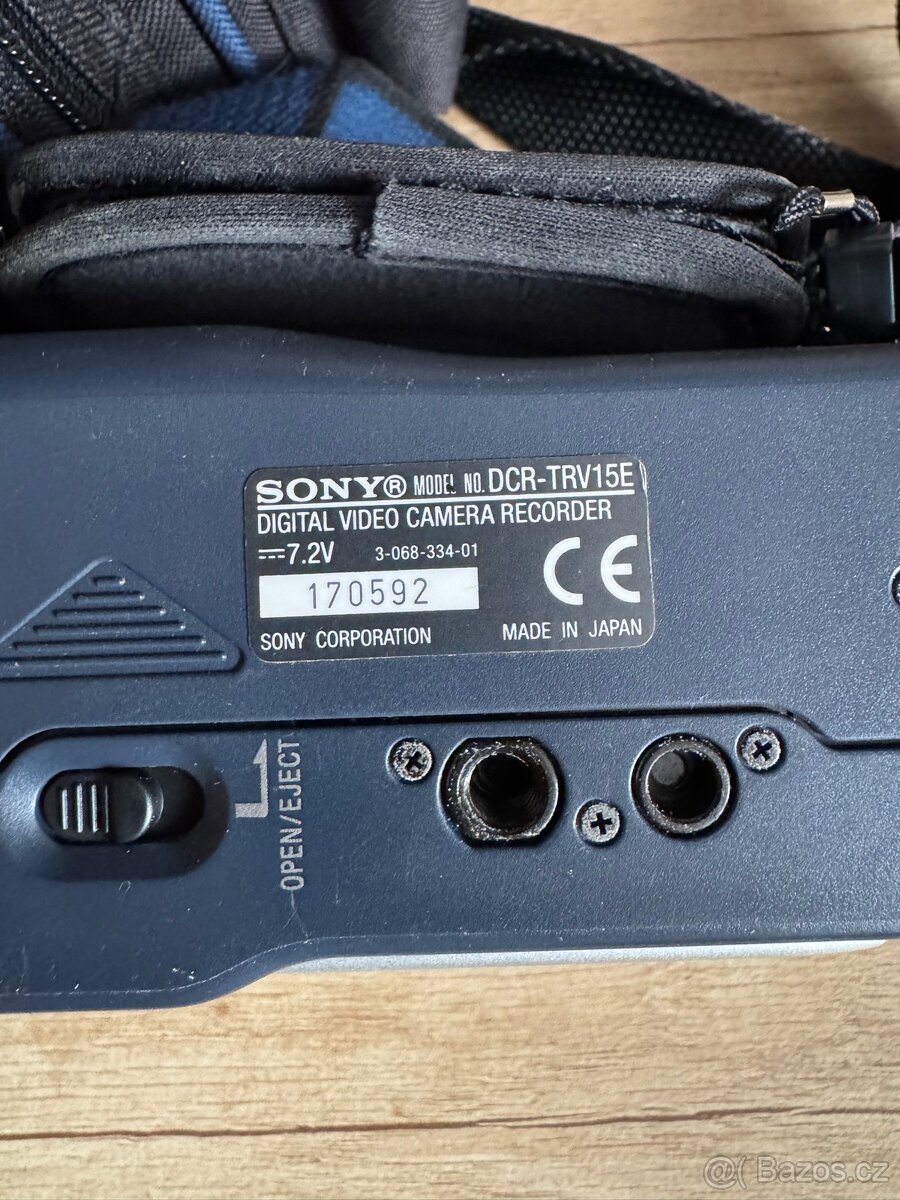 SONY® MODEL NO. DCR-TRV15E
DIGITAL VIDEO CAMERA RECORDER
⎓7.2V 3-068-334-01
CE
170592
SONY CORPORATION MADE IN JAPAN
OPEN/EJECT
@ Bazos.cz